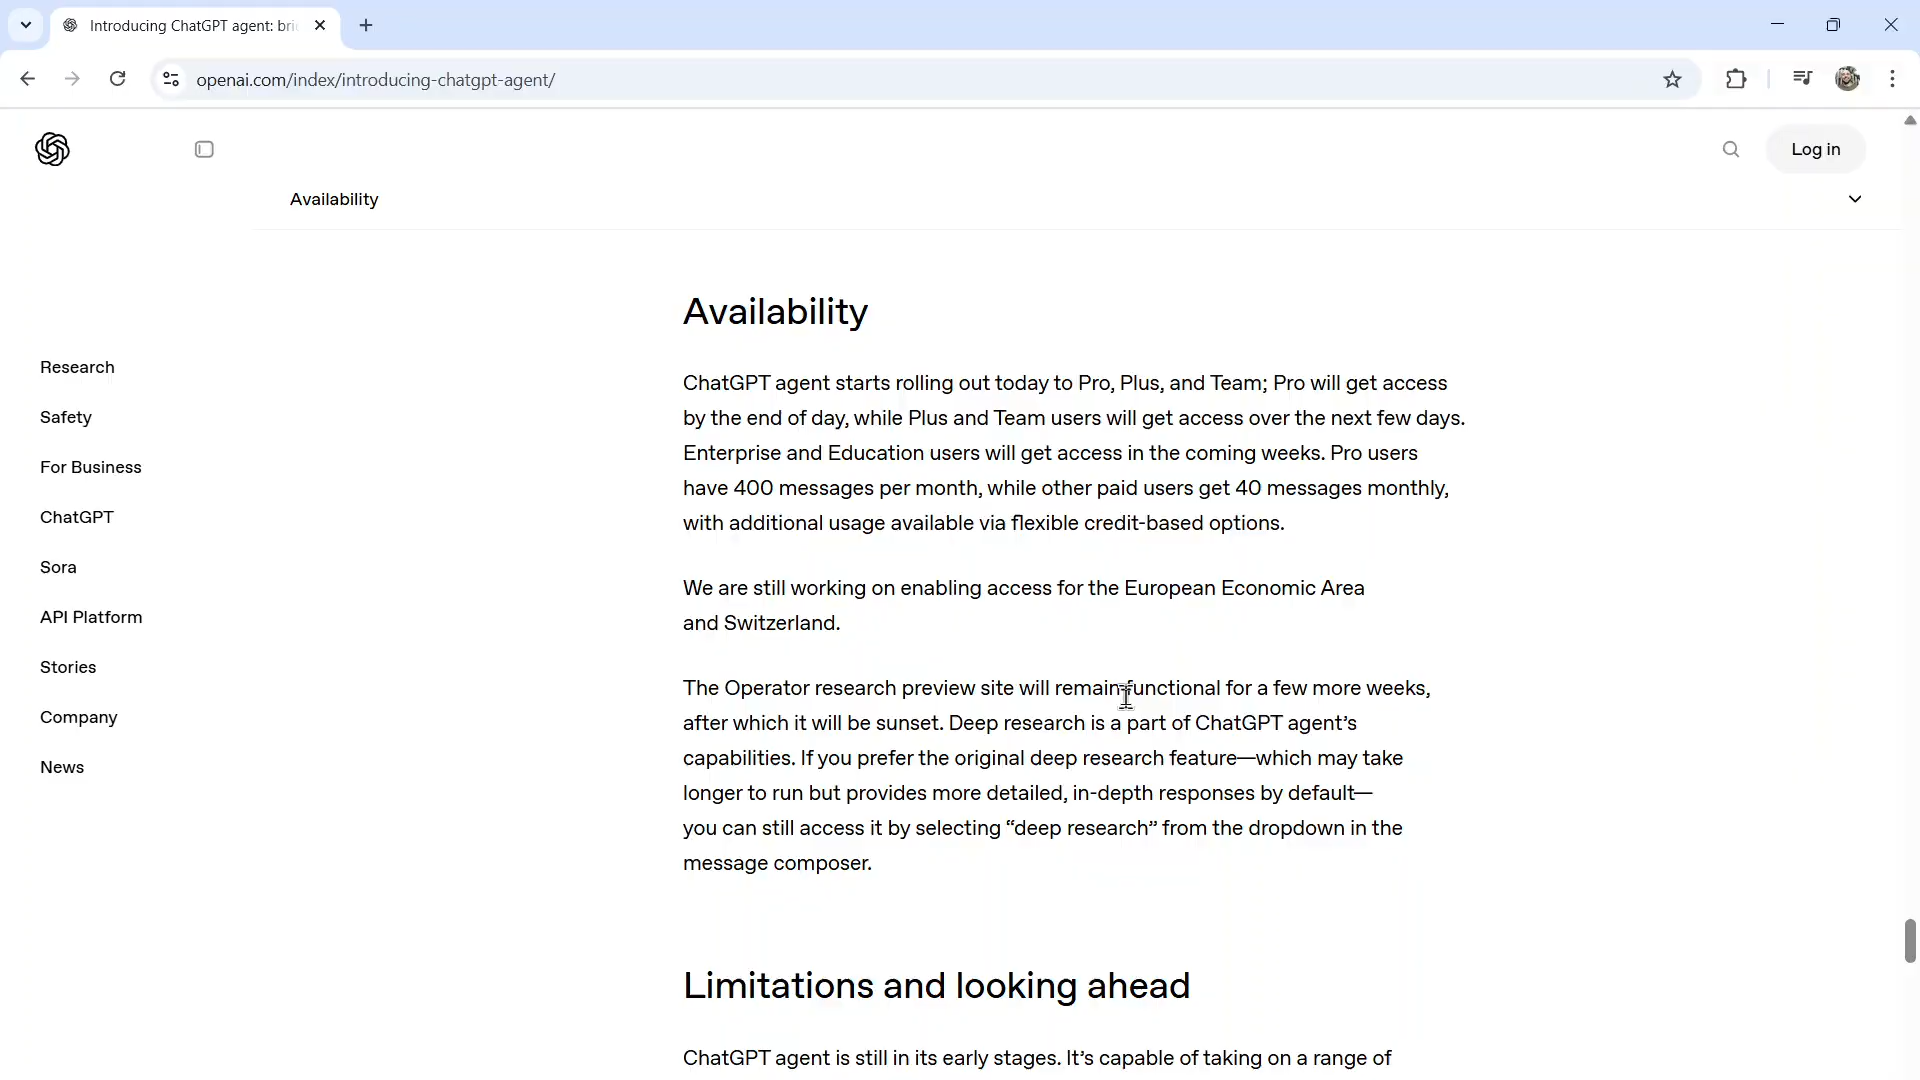 Introducing ChatGPT agent: bri
openai.com/index/introducing-chatgpt-agent/
Log in
Availability
Research
Safety
For Business
ChatGPT
Sora
API Platform
Stories
Company
News
Availability
ChatGPT agent starts rolling out today to Pro, Plus, and Team; Pro will get access
by the end of day, while Plus and Team users will get access over the next few days.
Enterprise and Education users will get access in the coming weeks. Pro users
have 400 messages per month, while other paid users get 40 messages monthly,
with additional usage available via flexible credit-based options.
We are still working on enabling access for the European Economic Area
and Switzerland.
The Operator research preview site will remain functional for a few more weeks,
after which it will be sunset. Deep research is a part of ChatGPT agent’s
capabilities. If you prefer the original deep research feature—which may take
longer to run but provides more detailed, in-depth responses by default—
you can still access it by selecting “deep research” from the dropdown in the
message composer.
Limitations and looking ahead
ChatGPT agent is still in its early stages. It’s capable of taking on a range of